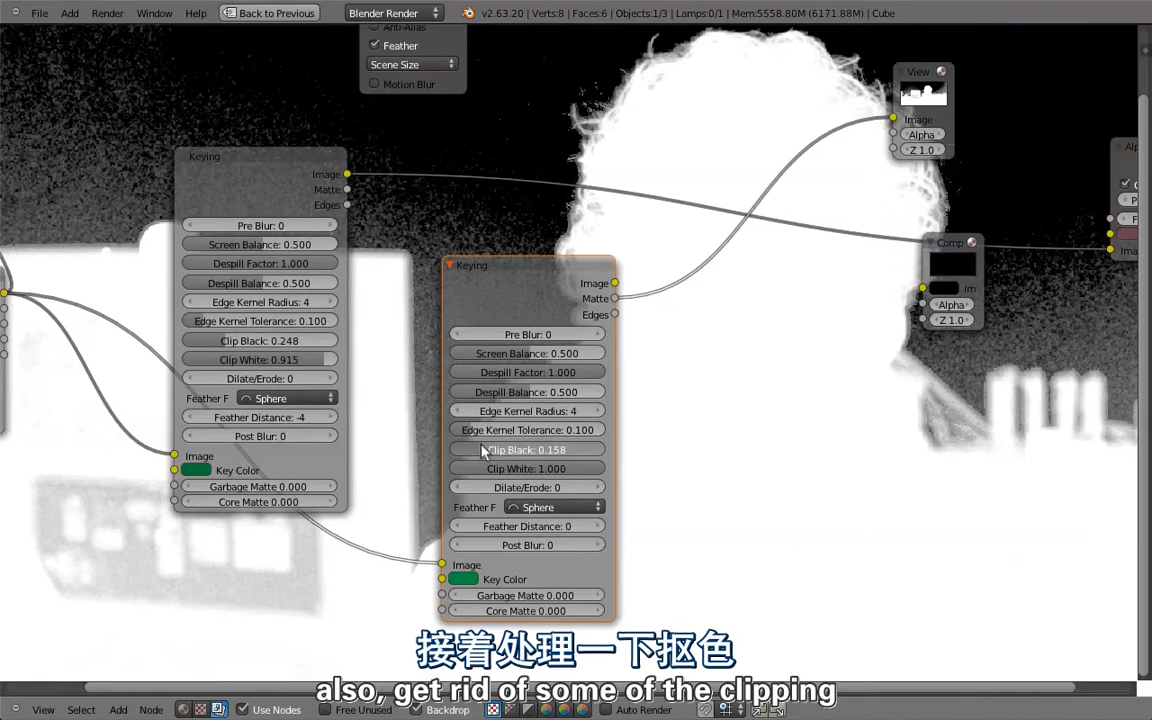 File Add Render Window Help Back to Previous Blender Render v2.63.20 | Verts:8 | Faces:6 | Objects:1/3 | Lamps:0/1 | Mem:5558.80M (6171.88M) | Cube
Anti-Alias
Feather
Scene Size
Motion Blur
View
Image
Alpha
Z 1.0
Keying
Image
Matte
Edges
Pre Blur: 0
Screen Balance: 0.500
Despill Factor: 1.000
Despill Balance: 0.500
Edge Kernel Radius: 4
Edge Kernel Tolerance: 0.100
Clip Black: 0.248
Clip White: 0.915
Dilate/Erode: 0
Feather F Sphere
Feather Distance: -4
Post Blur: 0
Image
Key Color
Garbage Matte 0.000
Core Matte 0.000
Keying
Image
Matte
Edges
Pre Blur: 0
Screen Balance: 0.500
Despill Factor: 1.000
Despill Balance: 0.500
Edge Kernel Radius: 4
Edge Kernel Tolerance: 0.100
Clip Black: 0.158
Clip White: 1.000
Dilate/Erode: 0
Feather F Sphere
Feather Distance: 0
Post Blur: 0
Image
Key Color
Garbage Matte 0.000
Core Matte 0.000
Comp
Im
Alpha
Z 1.0
Al
Ima
接着处理一下抠色
also, get rid of some of the clipping
View Select Add Node Use Nodes Free Unused Backdrop Auto Render